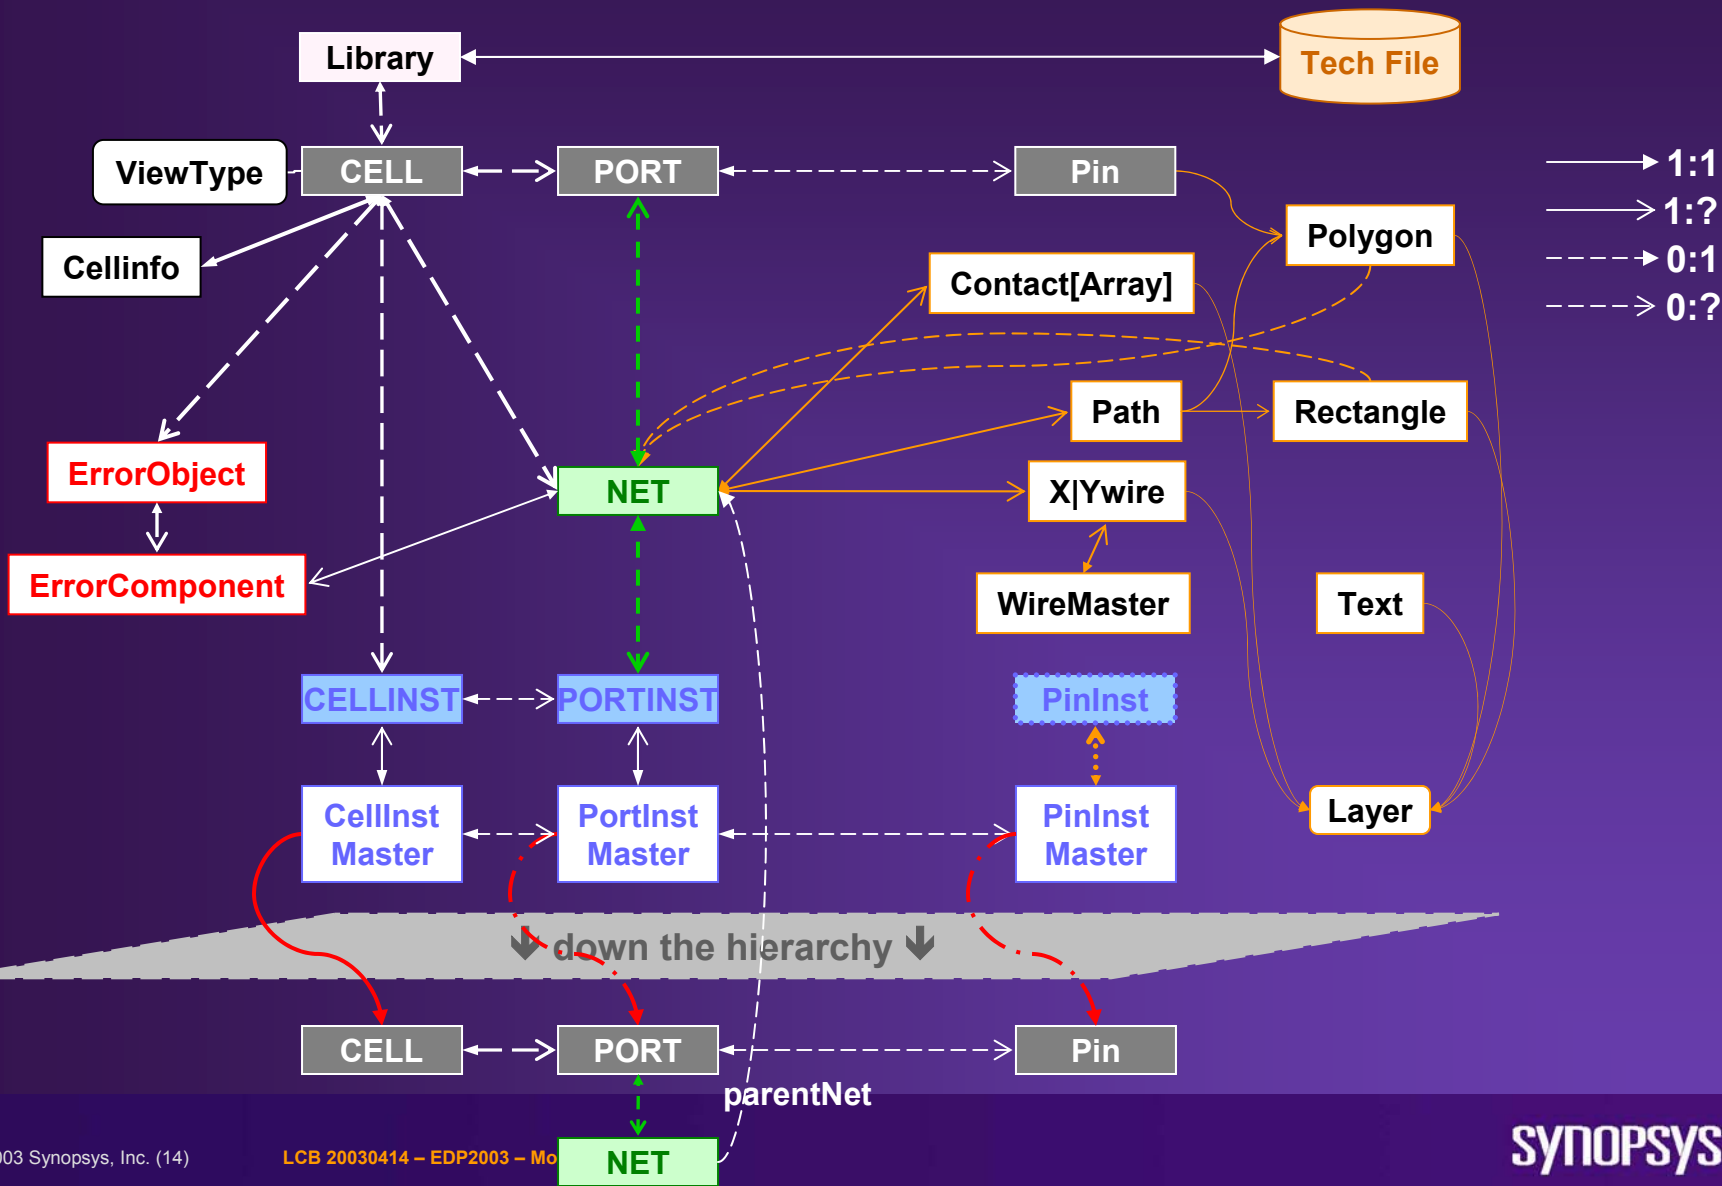 Library
Tech File
ViewType
CELL
PORT
Pin
1:1
1:?
0:1
0:?
Cellinfo
Polygon
Contact[Array]
Path
Rectangle
ErrorObject
NET
X|Ywire
ErrorComponent
WireMaster
Text
CELLINST
PORTINST
PinInst
CellInst
Master
PortInst
Master
PinInst
Master
Layer
down the hierarchy
CELL
PORT
Pin
parentNet
003 Synopsys, Inc. (14)
LCB 20030414 – EDP2003 – Mo
NET
SYNOPSYS